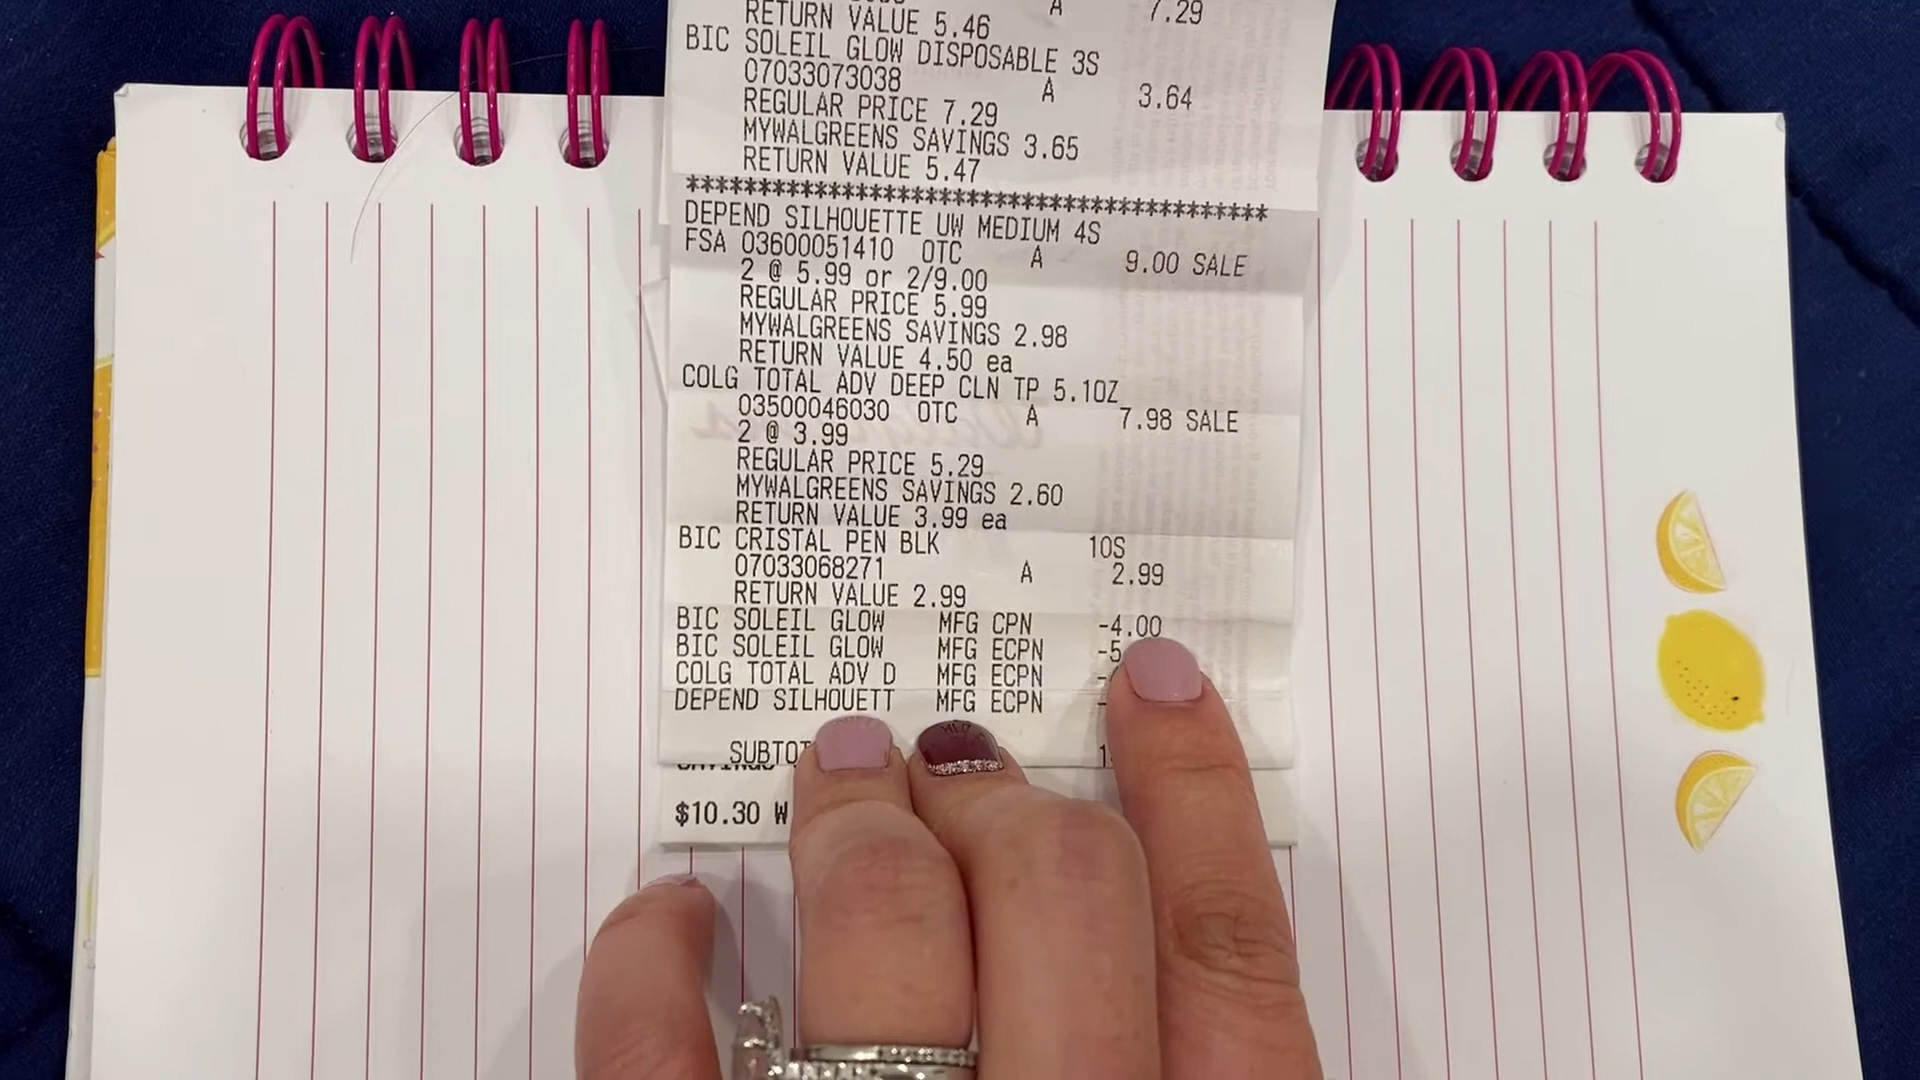 A 7.29
RETURN VALUE 5.46
BIC SOLEIL GLOW DISPOSABLE 3S
07033073038 A 3.64
REGULAR PRICE 7.29
MYWALGREENS SAVINGS 3.65
RETURN VALUE 5.47
****************************************
DEPEND SILHOUETTE UW MEDIUM 4S
FSA 03600051410 OTC A 9.00 SALE
2 @ 5.99 or 2/9.00
REGULAR PRICE 5.99
MYWALGREENS SAVINGS 2.98
RETURN VALUE 4.50 ea
COLG TOTAL ADV DEEP CLN TP 5.1OZ
03500046030 OTC A 7.98 SALE
2 @ 3.99
REGULAR PRICE 5.29
MYWALGREENS SAVINGS 2.60
RETURN VALUE 3.99 ea
BIC CRISTAL PEN BLK 10S
07033068271 A 2.99
RETURN VALUE 2.99
BIC SOLEIL GLOW MFG CPN -4.00
BIC SOLEIL GLOW MFG ECPN -5
COLG TOTAL ADV D MFG ECPN -
DEPEND SILHOUETT MFG ECPN -
SUBTOT
$10.30 W